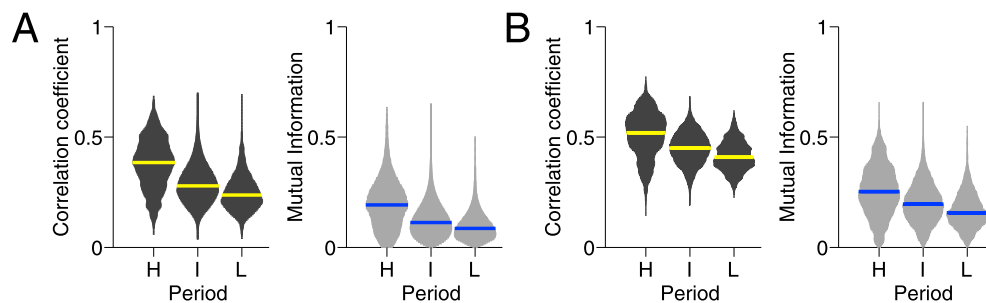 A
Correlation coefficient
1
0.5
0
H I L
Period
Mutual Information
1
0.5
0
H I L
Period
B
Correlation coefficient
1
0.5
0
H I L
Period
Mutual Information
1
0.5
0
H I L
Period